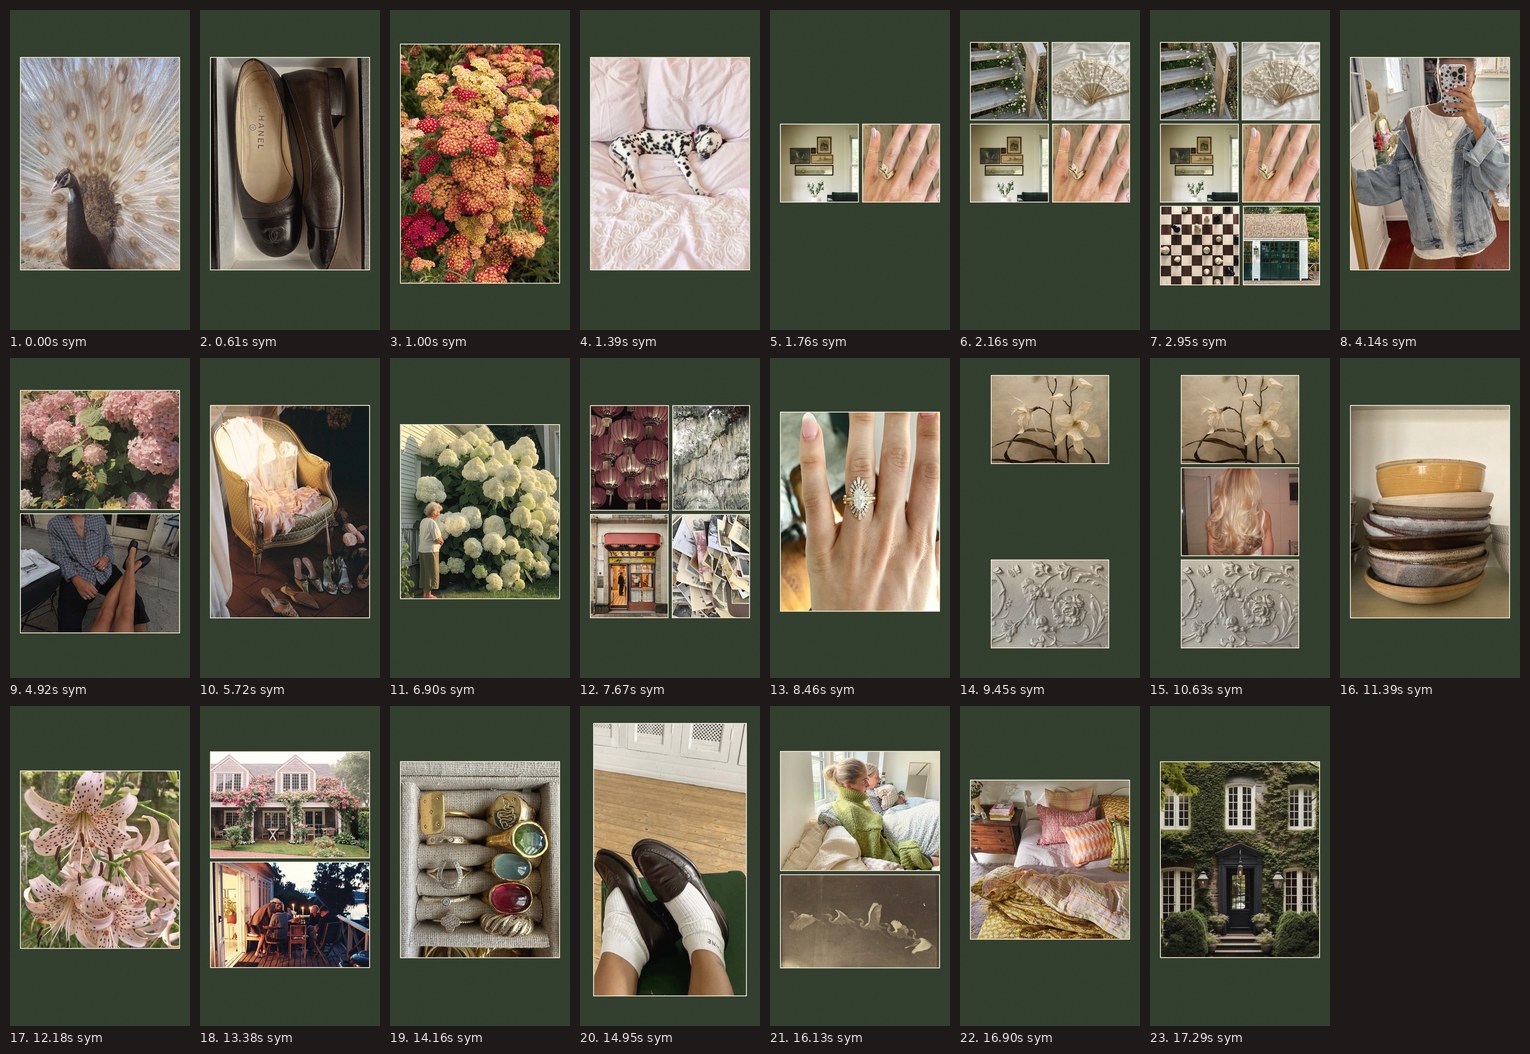 HANEL
1. 0.00s sym
2. 0.61s sym
3. 1.00s sym
4. 1.39s sym
5. 1.76s sym
6. 2.16s sym
7. 2.95s sym
8. 4.14s sym
9. 4.92s sym
10. 5.72s sym
11. 6.90s sym
12. 7.67s sym
13. 8.46s sym
14. 9.45s sym
15. 10.63s sym
16. 11.39s sym
17. 12.18s sym
18. 13.38s sym
19. 14.16s sym
20. 14.95s sym
21. 16.13s sym
22. 16.90s sym
23. 17.29s sym